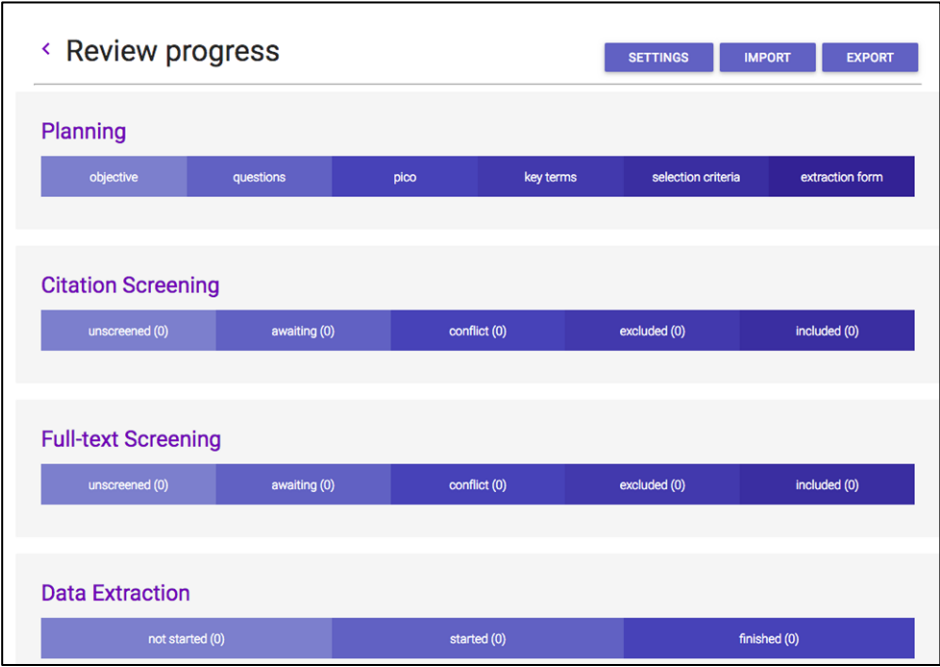 Review progress
SETTINGS IMPORT EXPORT
Planning
objective questions pico key terms selection criteria extraction form
Citation Screening
unscreened (0) awaiting (0) conflict (0) excluded (0) included (0)
Full-text Screening
unscreened (0) awaiting (0) conflict (0) excluded (0) included (0)
Data Extraction
not started (0) started (0) finished (0)